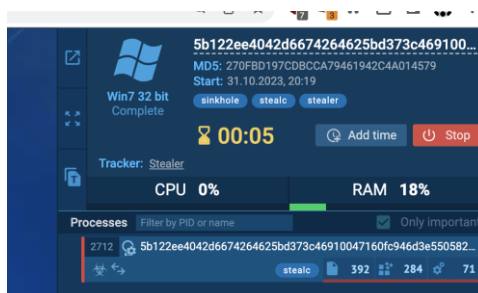 7
3
5b122ee4042d6674264625bd373c469100...
MD5: 270FBD197CDBCCA79461942C4A014579
Start: 31.10.2023, 20:19
Win7 32 bit
Complete
sinkhole stealc stealer
00:05 Add time Stop
Tracker: Stealer
CPU 0% RAM 18%
Processes Filter by PID or name Only important
2712 5b122ee4042d6674264625bd373c46910047160fc946d3e550582...
stealc 392 284 71